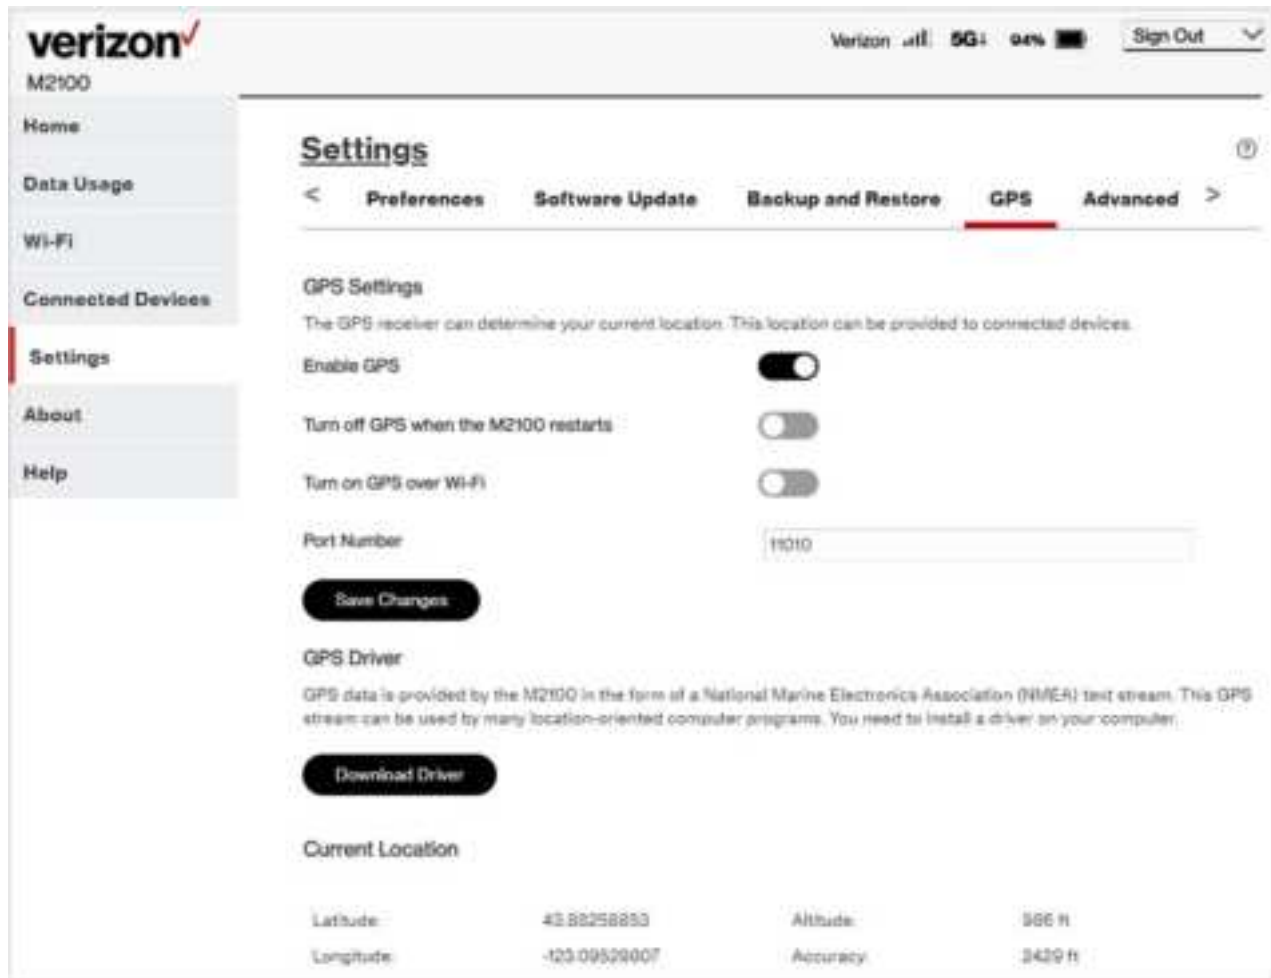 verizon
Verizon 5G 94% Sign Out
M2100
Home
Data Usage
Wi-Fi
Connected Devices
Settings
About
Help
Settings
< Preferences Software Update Backup and Restore GPS Advanced >
GPS Settings
The GPS receiver can determine your current location. This location can be provided to connected devices.
Enable GPS
Turn off GPS when the M2100 restarts
Turn on GPS over Wi-Fi
Port Number 11010
Save Changes
GPS Driver
GPS data is provided by the M2100 in the form of a National Marine Electronics Association (NMEA) text stream. This GPS
stream can be used by many location-oriented computer programs. You need to install a driver on your computer.
Download Driver
Current Location
Latitude: Altitude: ft
Longitude: Accuracy: ft